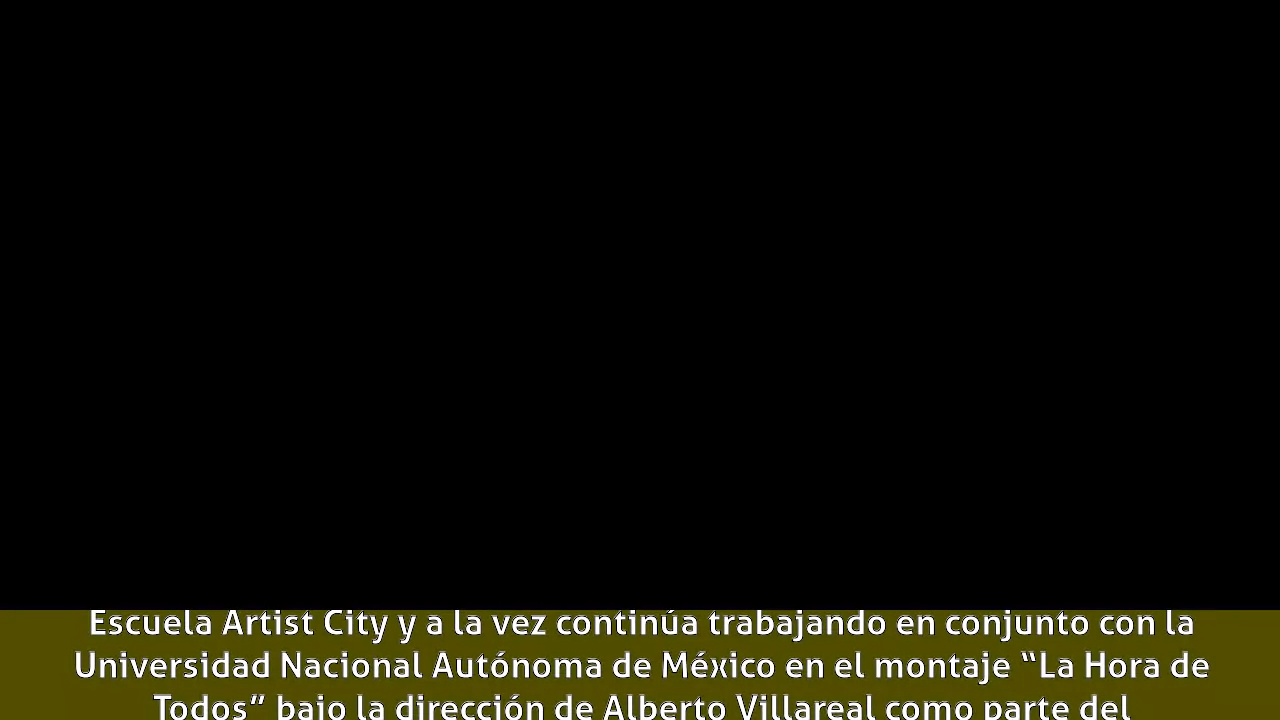 Escuela Artist City y a la vez continúa trabajando en conjunto con la
Universidad Nacional Autónoma de México en el montaje “La Hora de
Todos” bajo la dirección de Alberto Villareal como parte del